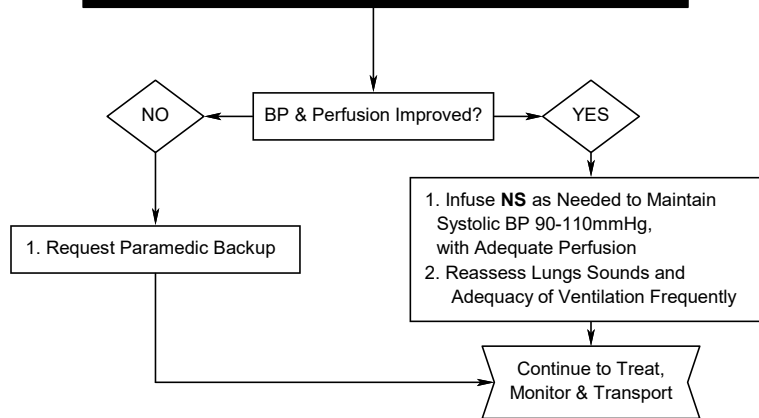 NO
BP & Perfusion Improved?
YES
1. Infuse NS as Needed to Maintain
Systolic BP 90-110mmHg,
with Adequate Perfusion
2. Reassess Lungs Sounds and
Adequacy of Ventilation Frequently
1. Request Paramedic Backup
Continue to Treat,
Monitor & Transport